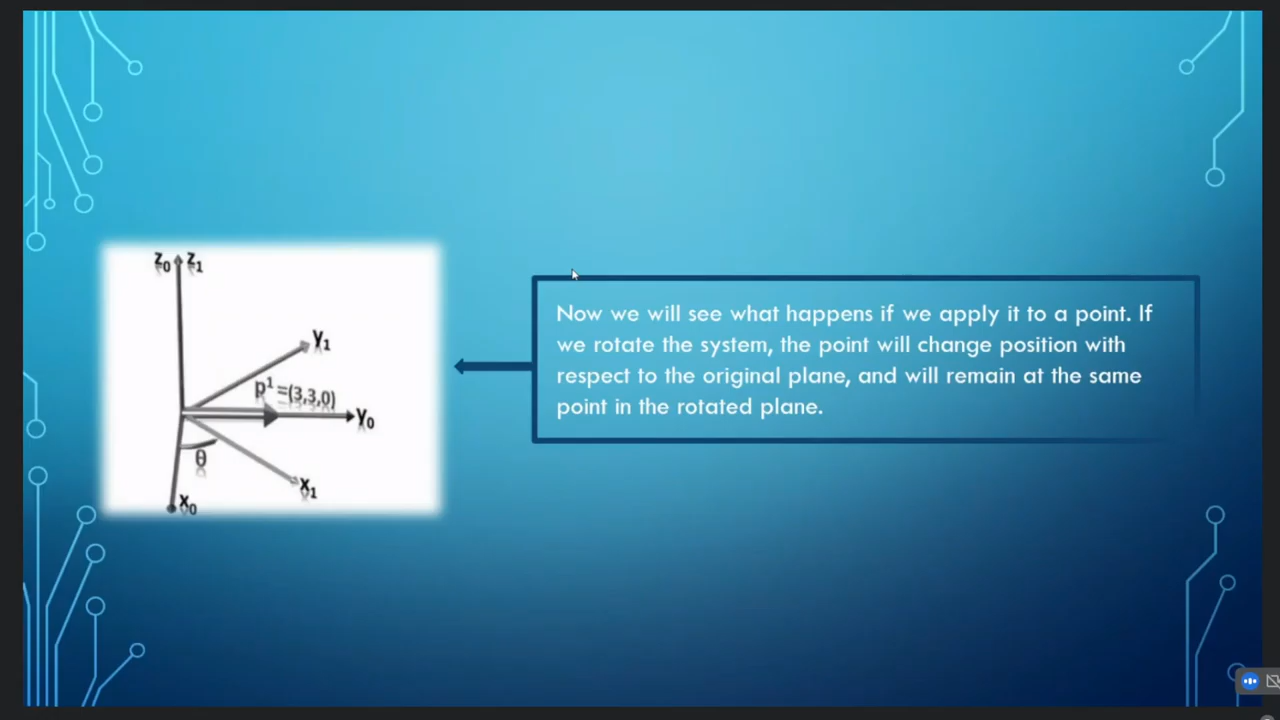 Z0 Z1
Y1
P1 =(3,3,0)
Y0
θ
X1
X0
Now we will see what happens if we apply it to a point. If
we rotate the system, the point will change position with
respect to the original plane, and will remain at the same
point in the rotated plane.